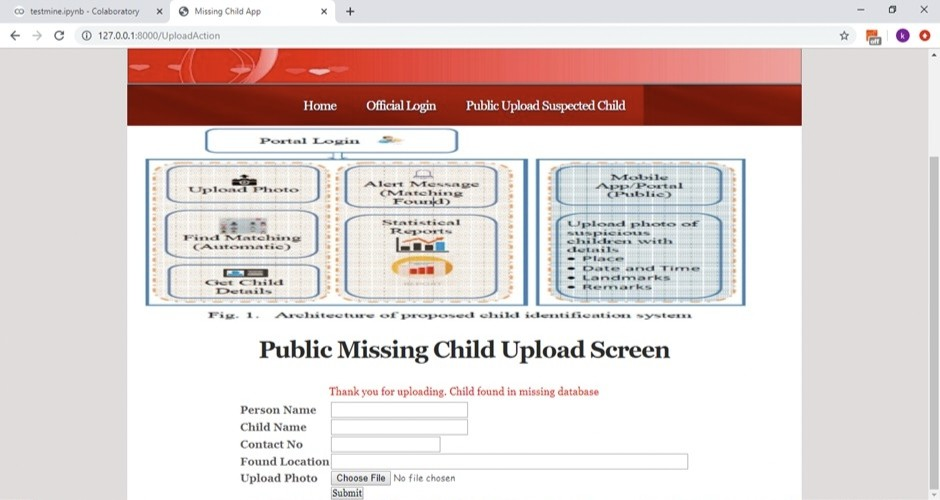 testmine.ipynb - Colaboratory
Missing Child App
127.0.0.1:8000/UploadAction
off
k
Home Official Login Public Upload Suspected Child
Portal Login
Upload Photo
Find Matching
(Automatic)
Get Child
Details
Alert Message
(Matching
Found)
Statistical
Reports
Mobile
App/Portal
(Public)
Upload photo of
suspicious
children with
details
• Place
• Date and Time
• Landmarks
• Remarks
Fig. 1. Architecture of proposed child identification system
Public Missing Child Upload Screen
Thank you for uploading. Child found in missing database
Person Name
Child Name
Contact No
Found Location
Upload Photo Choose File No file chosen
Submit